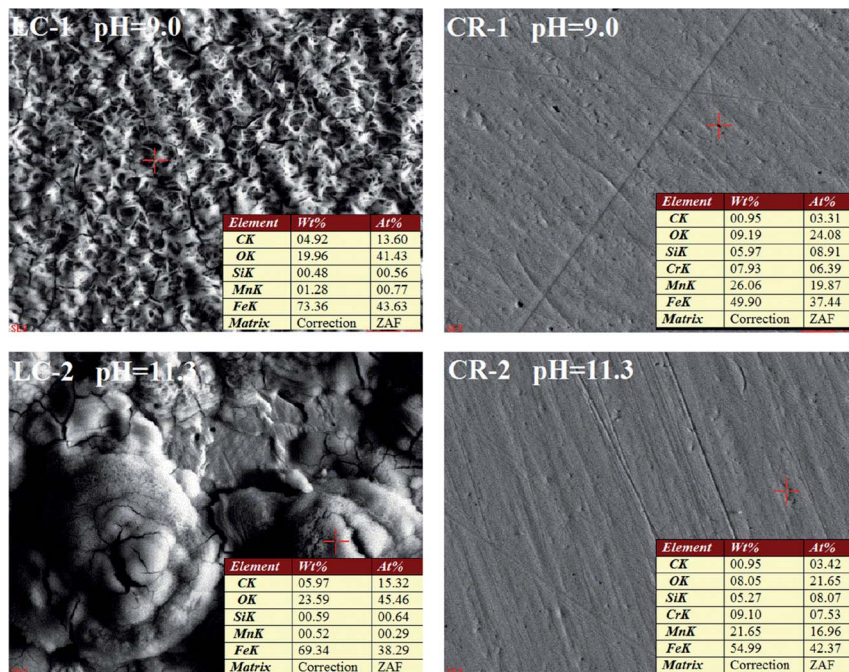 LC-1 pH=9.0
Element Wt% At%
CK 04.92 13.60
OK 19.96 41.43
SiK 00.48 00.56
MnK 01.28 00.77
FeK 73.36 43.63
Matrix Correction ZAF
CR-1 pH=9.0
Element Wt% At%
CK 00.95 03.31
OK 09.19 24.08
SiK 05.97 08.91
CrK 07.93 06.39
MnK 26.06 19.87
FeK 49.90 37.44
Matrix Correction ZAF
LC-2 pH=11.3
Element Wt% At%
CK 05.97 15.32
OK 23.59 45.46
SiK 00.59 00.64
MnK 00.52 00.29
FeK 69.34 38.29
Matrix Correction ZAF
CR-2 pH=11.3
Element Wt% At%
CK 00.95 03.42
OK 08.05 21.65
SiK 05.27 08.07
CrK 09.10 07.53
MnK 21.65 16.96
FeK 54.99 42.37
Matrix Correction ZAF